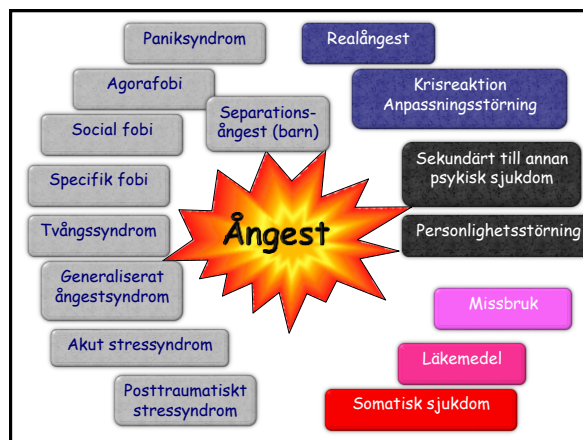 Paniksyndrom
Realångest
Agorafobi
Krisreaktion
Anpassningsstörning
Separations-
ångest (barn)
Social fobi
Sekundärt till annan
psykisk sjukdom
Specifik fobi
Tvångssyndrom
Ångest
Personlighetsstörning
Generaliserat
ångestsyndrom
Missbruk
Akut stressyndrom
Läkemedel
Posttraumatiskt
stressyndrom
Somatisk sjukdom